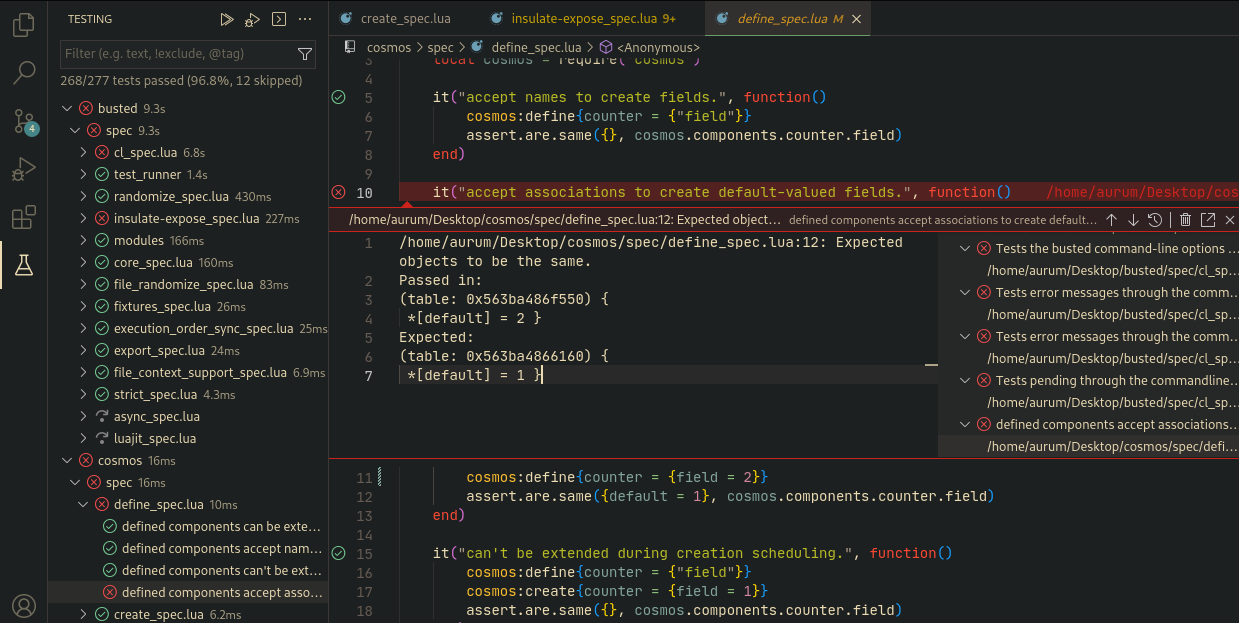 TESTING
create_spec.lua
insulate-expose_spec.lua 9+
define_spec.lua M
Filter (e.g. text, !exclude, @tag)
268/277 tests passed (96.8%, 12 skipped)
busted 9.3s
spec 9.3s
cl_spec.lua 6.8s
test_runner 1.4s
randomize_spec.lua 430ms
insulate-expose_spec.lua 227ms
modules 166ms
core_spec.lua 160ms
file_randomize_spec.lua 83ms
fixtures_spec.lua 26ms
execution_order_sync_spec.lua 25ms
export_spec.lua 24ms
file_context_support_spec.lua 6.9ms
strict_spec.lua 4.3ms
async_spec.lua
luajit_spec.lua
cosmos 16ms
spec 16ms
define_spec.lua 10ms
defined components can be exte...
defined components accept nam...
defined components can't be ext...
defined components accept asso...
create_spec.lua 6.2ms
4
cosmos > spec > define_spec.lua > <Anonymous>
3 local cosmos = require("cosmos")
4
5 it("accept names to create fields.", function()
6 cosmos:define{counter = {"field"}}
7 assert.are.same({}, cosmos.components.counter.field)
8 end)
9
10 it("accept associations to create default-valued fields.", function() /home/aurum/Desktop/cos
/home/aurum/Desktop/cosmos/spec/define_spec.lua:12: Expected object... defined components accept associations to create default...
1 /home/aurum/Desktop/cosmos/spec/define_spec.lua:12: Expected
objects to be the same.
2 Passed in:
3 (table: 0x563ba486f550) {
4 *[default] = 2 }
5 Expected:
6 (table: 0x563ba4866160) {
7 *[default] = 1 }
Tests the busted command-line options ...
/home/aurum/Desktop/busted/spec/cl_sp...
Tests error messages through the comm...
/home/aurum/Desktop/busted/spec/cl_sp...
Tests error messages through the comm...
/home/aurum/Desktop/busted/spec/cl_sp...
Tests pending through the commandline...
/home/aurum/Desktop/busted/spec/cl_sp...
defined components accept associations...
/home/aurum/Desktop/cosmos/spec/defi...
11 cosmos:define{counter = {field = 2}}
12 assert.are.same({default = 1}, cosmos.components.counter.field)
13 end)
14
15 it("can't be extended during creation scheduling.", function()
16 cosmos:define{counter = {"field"}}
17 cosmos:create{counter = {field = 1}}
18 assert.are.same({}, cosmos.components.counter.field)